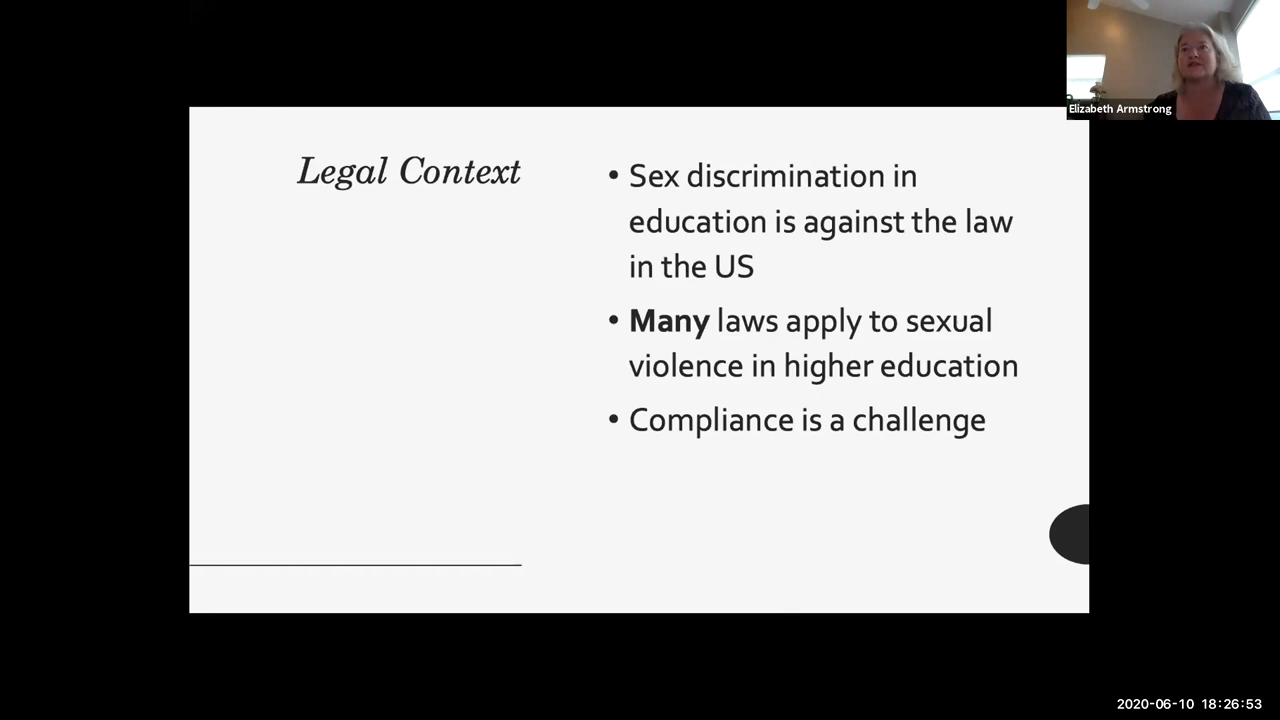 Elizabeth Armstrong
Legal Context
• Sex discrimination in
education is against the law
in the US
• Many laws apply to sexual
violence in higher education
• Compliance is a challenge
2020-06-10 18:26:53